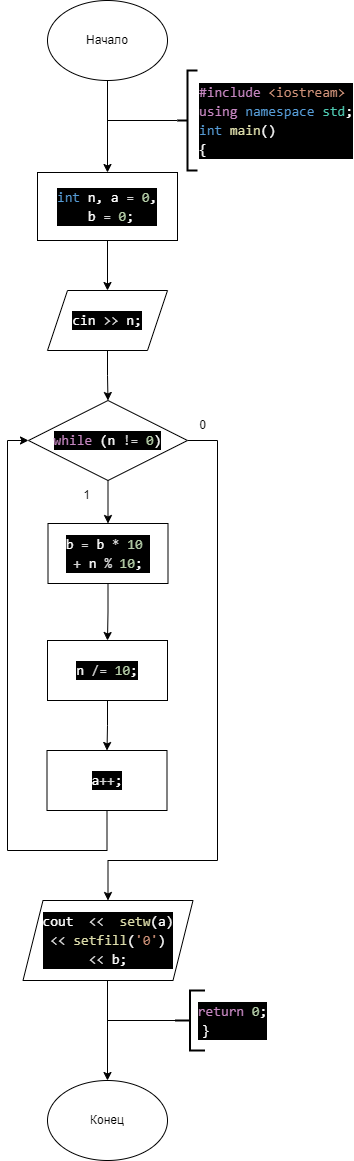 Начало
#include <iostream>
using namespace std;
int main()
{
int n, a = 0,
b = 0;
cin >> n;
while (n != 0)
0
1
b = b * 10
+ n % 10;
n /= 10;
a++;
cout << setw(a)
<< setfill('0')
<< b;
return 0;
}
Конец